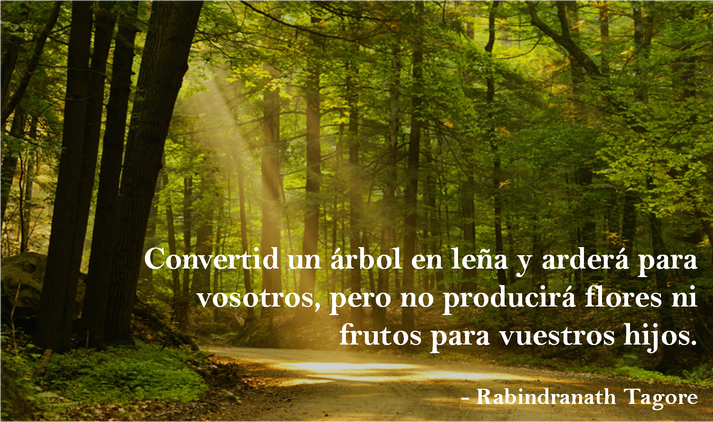 Convertid un árbol en leña y arderá para
vosotros, pero no producirá flores ni
frutos para vuestros hijos.
- Rabindranath Tagore